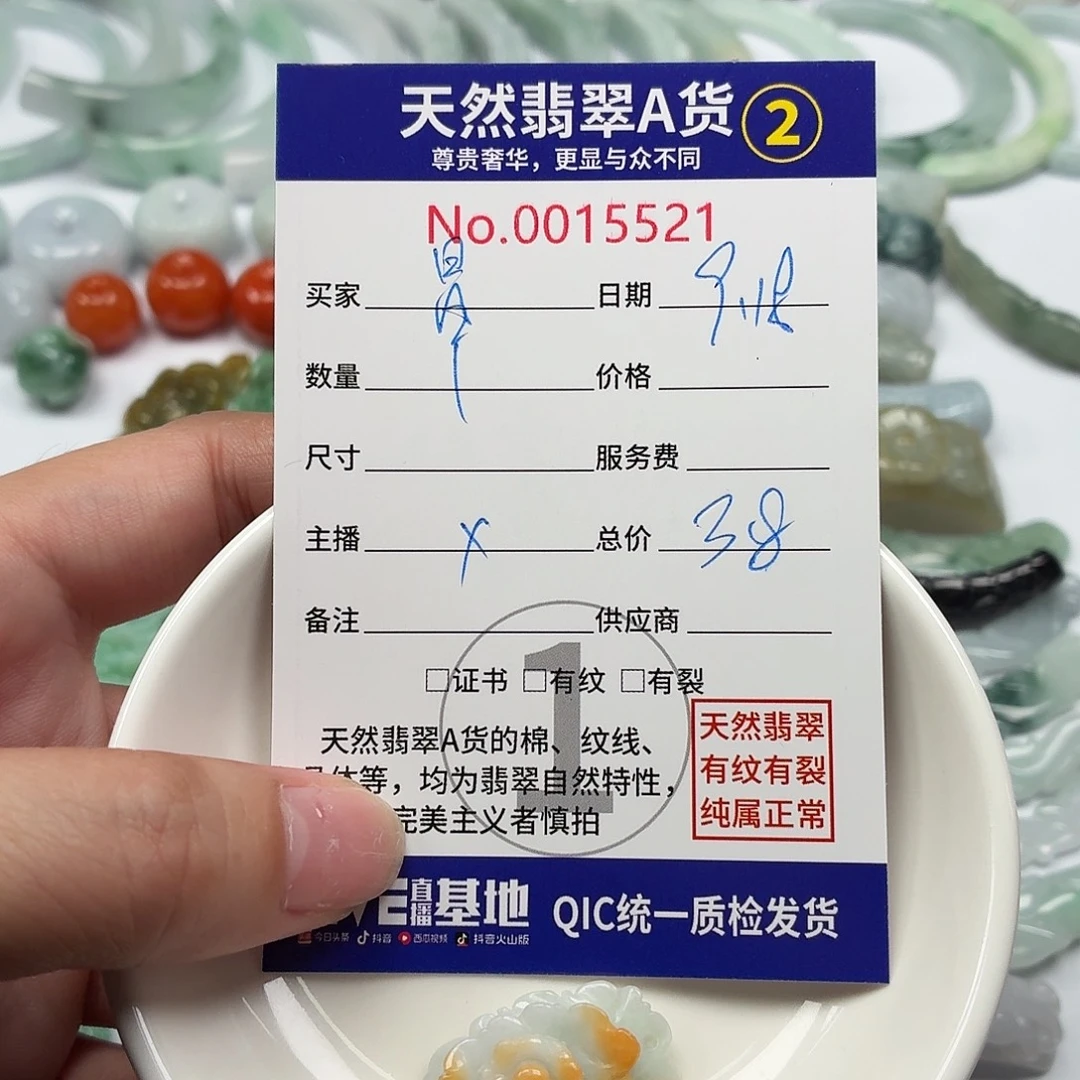 天然翡翠A货 2
尊贵奢华，更显与众不同
No.0015521
买家 日期
数量 价格
尺寸 服务费
主播 X 总价 38
备注 供应商
□证书 □有纹 □有裂
1
天然翡翠A货的棉、纹线、
等，均为翡翠自然特性，
完美主义者慎拍
天然翡翠
有纹有裂
纯属正常
直播基地 QIC统一质检发货
今日头条 抖音 西瓜视频 抖音火山版